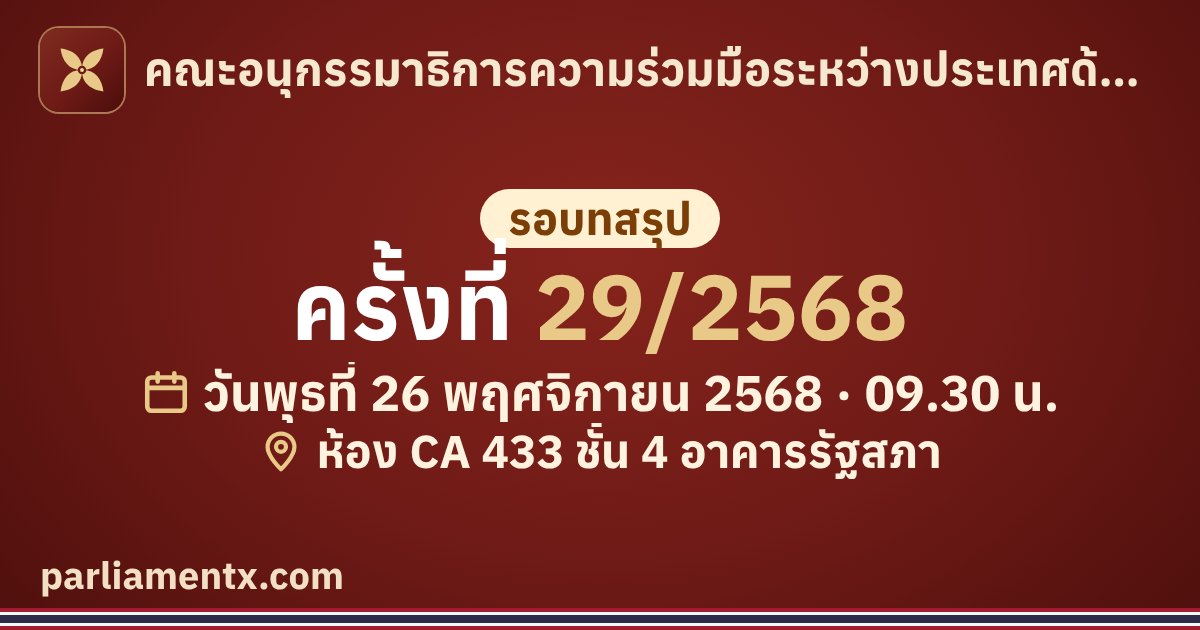 คณะอนุกรรมาธิการความร่วมมือระหว่างประเทศด้...
รอบทสรุป
ครั้งที่ 29/2568
วันพุธที่ 26 พฤศจิกายน 2568 · 09.30 น.
ห้อง CA 433 ชั้น 4 อาคารรัฐสภา
parliamentx.com